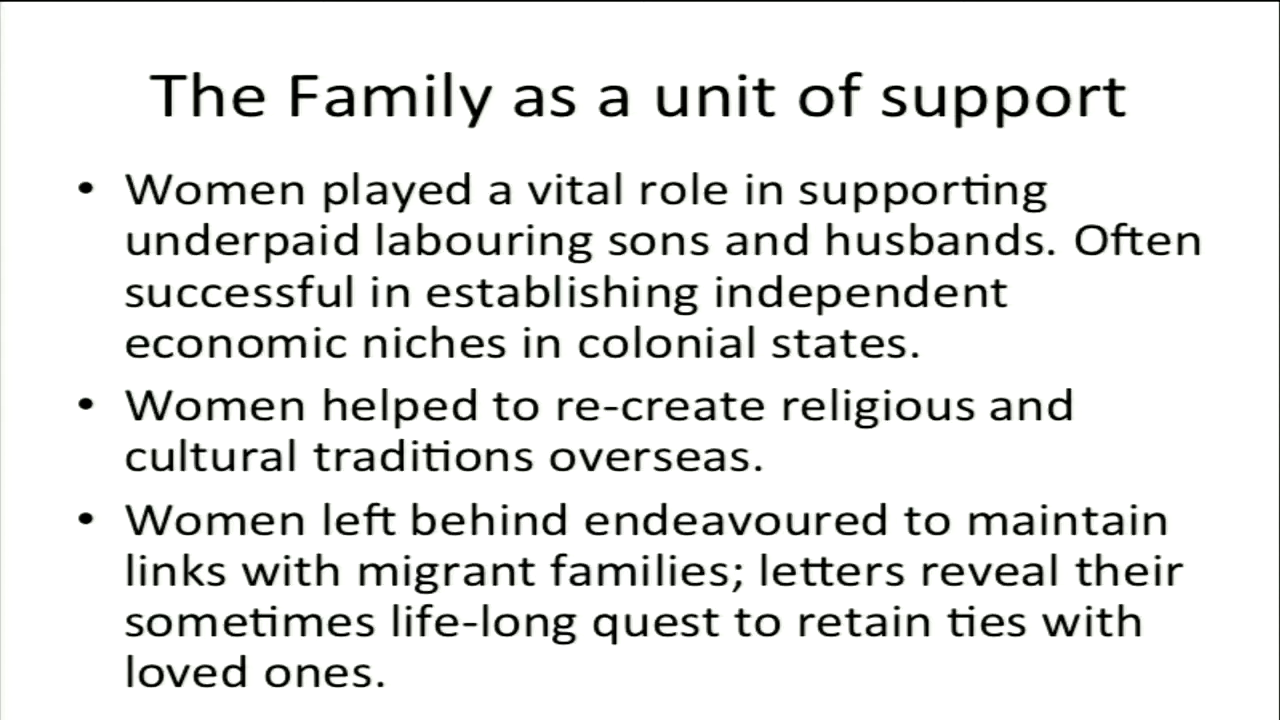 The Family as a unit of support
• Women played a vital role in supporting
underpaid labouring sons and husbands. Often
successful in establishing independent
economic niches in colonial states.
• Women helped to re-create religious and
cultural traditions overseas.
• Women left behind endeavoured to maintain
links with migrant families; letters reveal their
sometimes life-long quest to retain ties with
loved ones.